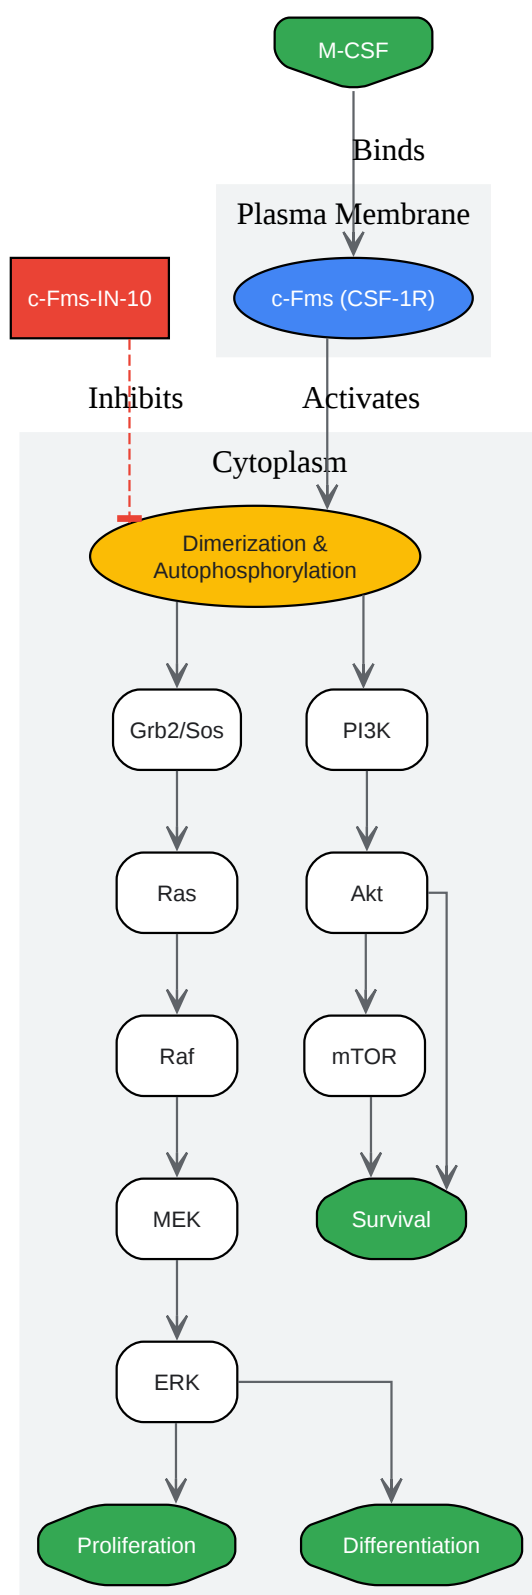 M-CSF
Binds
Plasma Membrane
c-Fms-IN-10
c-Fms (CSF-1R)
Inhibits
Activates
Cytoplasm
Dimerization &
Autophosphorylation
Grb2/Sos
PI3K
Ras
Akt
Raf
mTOR
MEK
Survival
ERK
Proliferation
Differentiation